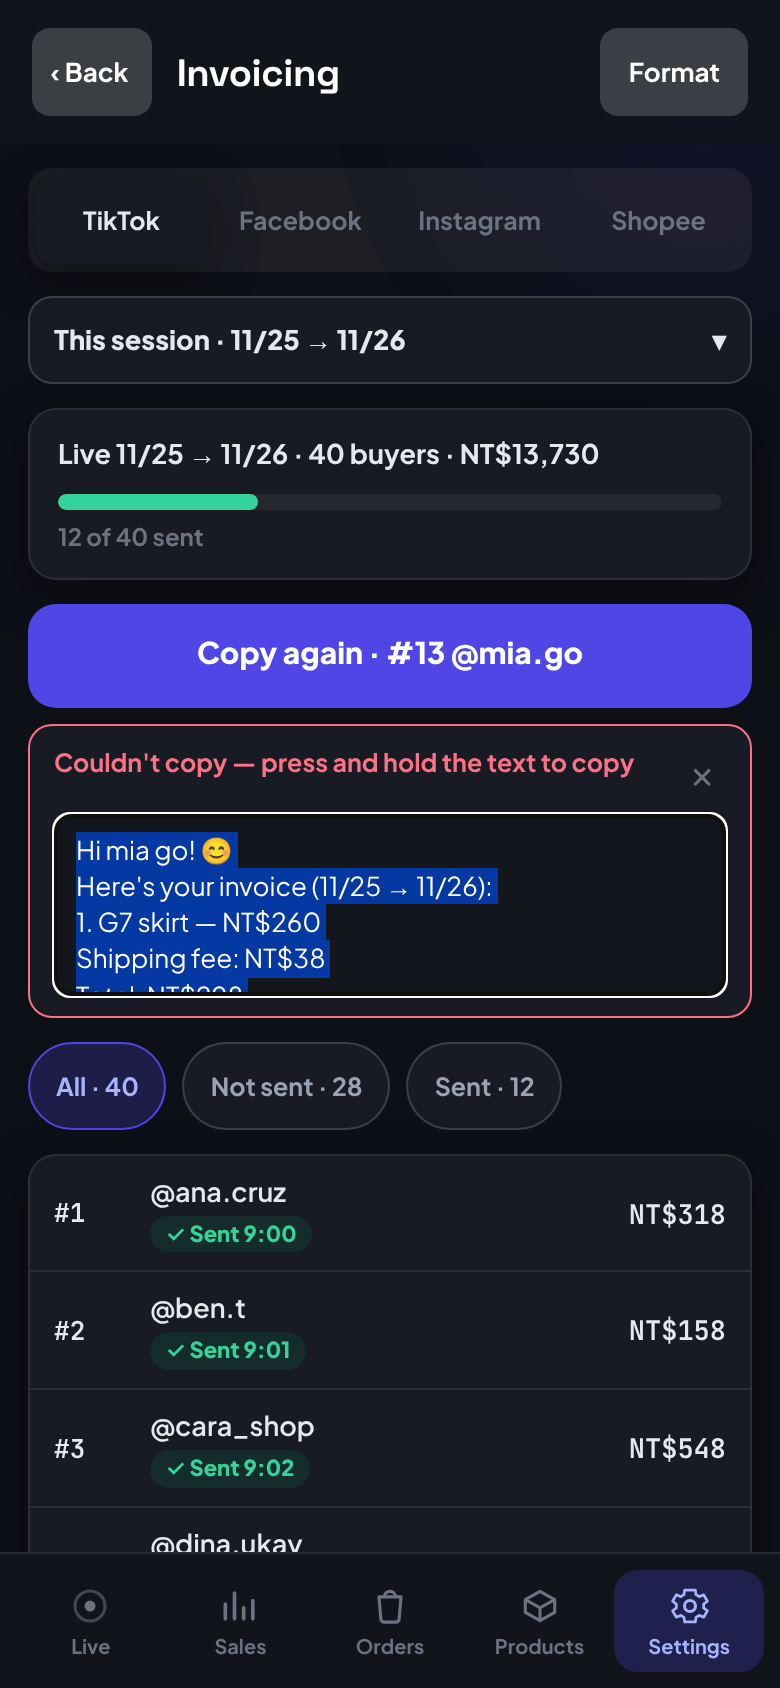 ‹ Back
Invoicing
Format
TikTok
Facebook
Instagram
Shopee
This session · 11/25 → 11/26
▼
Live 11/25 → 11/26 · 40 buyers · NT$13,730
12 of 40 sent
Copy again · #13 @mia.go
Couldn't copy — press and hold the text to copy
✕
Hi mia go! 😊
Here's your invoice (11/25 → 11/26):
1. G7 skirt — NT$260
Shipping fee: NT$38
Total: NT$298
All · 40
Not sent · 28
Sent · 12
#1
@ana.cruz
✓ Sent 9:00
NT$318
#2
@ben.t
✓ Sent 9:01
NT$158
#3
@cara_shop
✓ Sent 9:02
NT$548
@dina.ukay
Live
Sales
Orders
Products
Settings